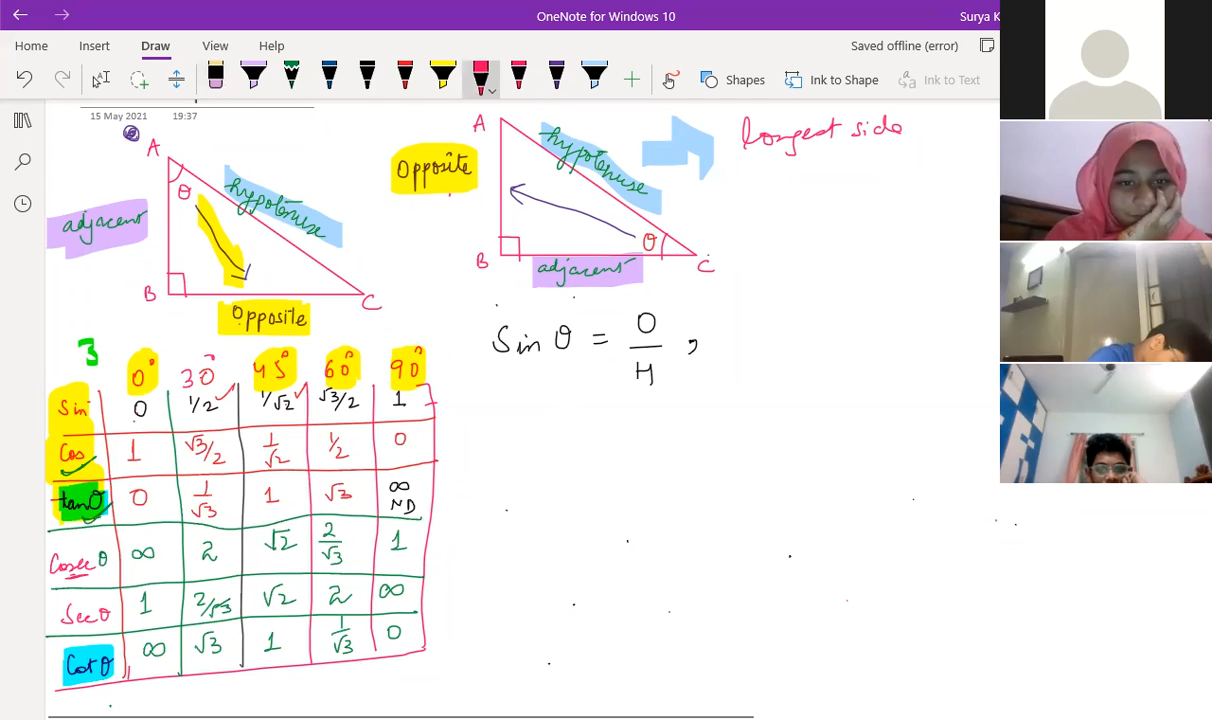 OneNote for Windows 10
Surya K
Home Insert Draw View Help
Saved offline (error)
Shapes Ink to Shape Ink to Text
15 May 2021 19:37
A
θ
hypotenuse
adjacent
B
C
Opposite
A
Opposite
hypotenuse
longest side
θ
B
adjacent
C
Sin θ = O/H ,
3
0° 30° 45° 60° 90°
Sin 0 1/2 1/√2 √3/2 1
Cos 1 √3/2 1/√2 1/2 0
tanθ 0 1/√3 1 √3 ∞ ND
Cosec θ ∞ 2 √2 2/√3 1
Sec θ 1 2/√3 √2 2 ∞
Cot θ ∞ √3 1 1/√3 0